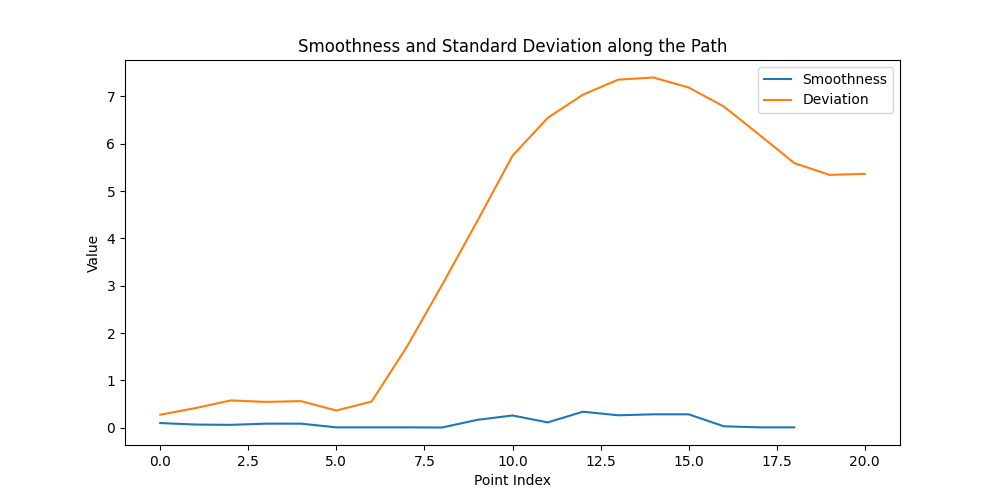 Smoothness and Standard Deviation along the Path
Smoothness
Deviation
7
6
5
4
3
2
1
0
Value
0.0 2.5 5.0 7.5 10.0 12.5 15.0 17.5 20.0
Point Index